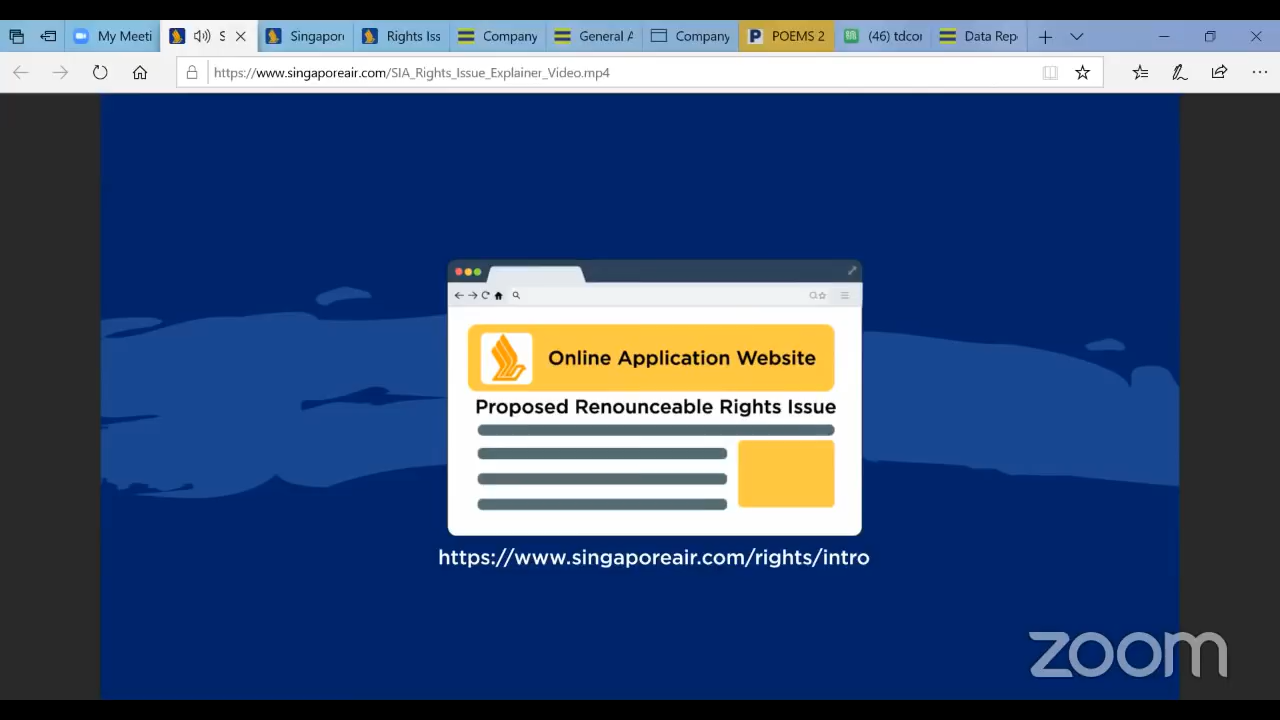 My Meeti
S
Singapor
Rights Iss
Company
General A
Company
POEMS 2
(46) tdcor
Data Rep
https://www.singaporeair.com/SIA_Rights_Issue_Explainer_Video.mp4
Online Application Website
Proposed Renounceable Rights Issue
https://www.singaporeair.com/rights/intro
zoom